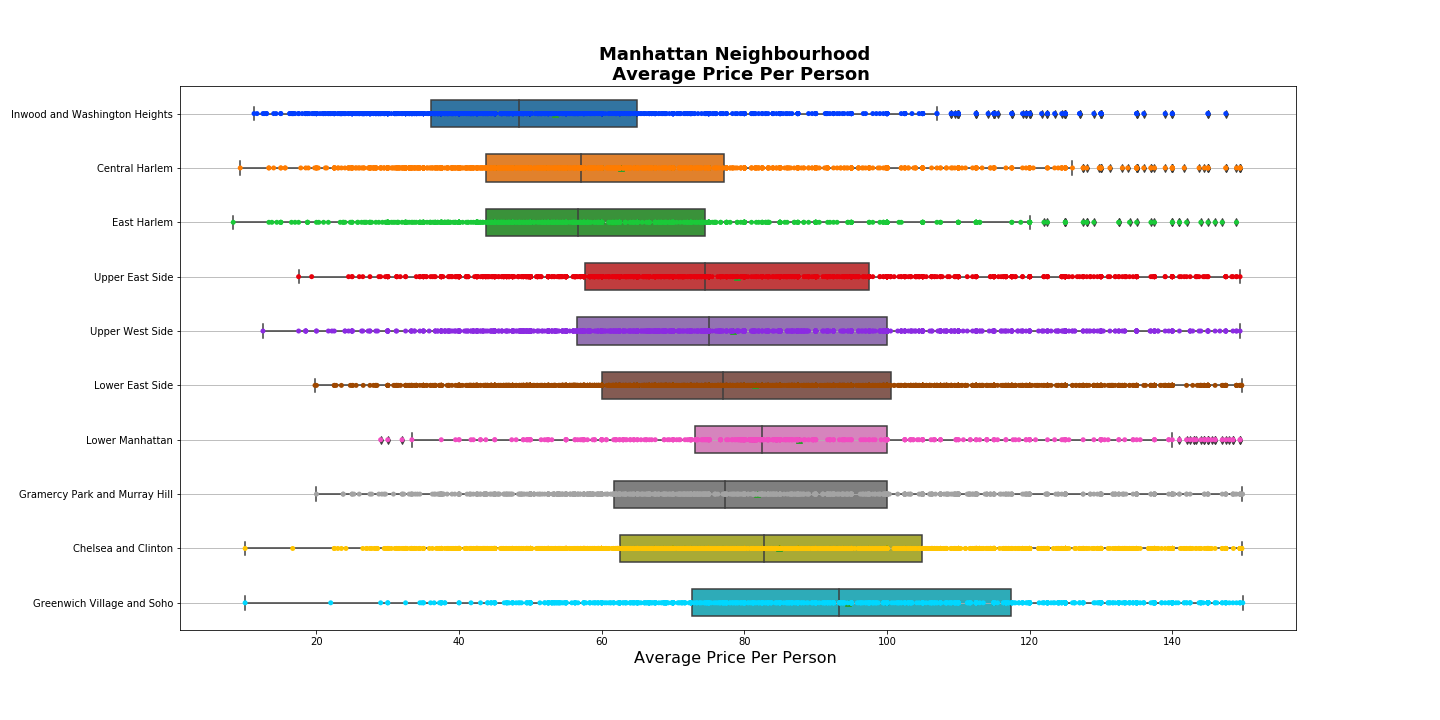 Manhattan Neighbourhood
Average Price Per Person
Inwood and Washington Heights
Central Harlem
East Harlem
Upper East Side
Upper West Side
Lower East Side
Lower Manhattan
Gramercy Park and Murray Hill
Chelsea and Clinton
Greenwich Village and Soho
20 40 60 80 100 120 140
Average Price Per Person